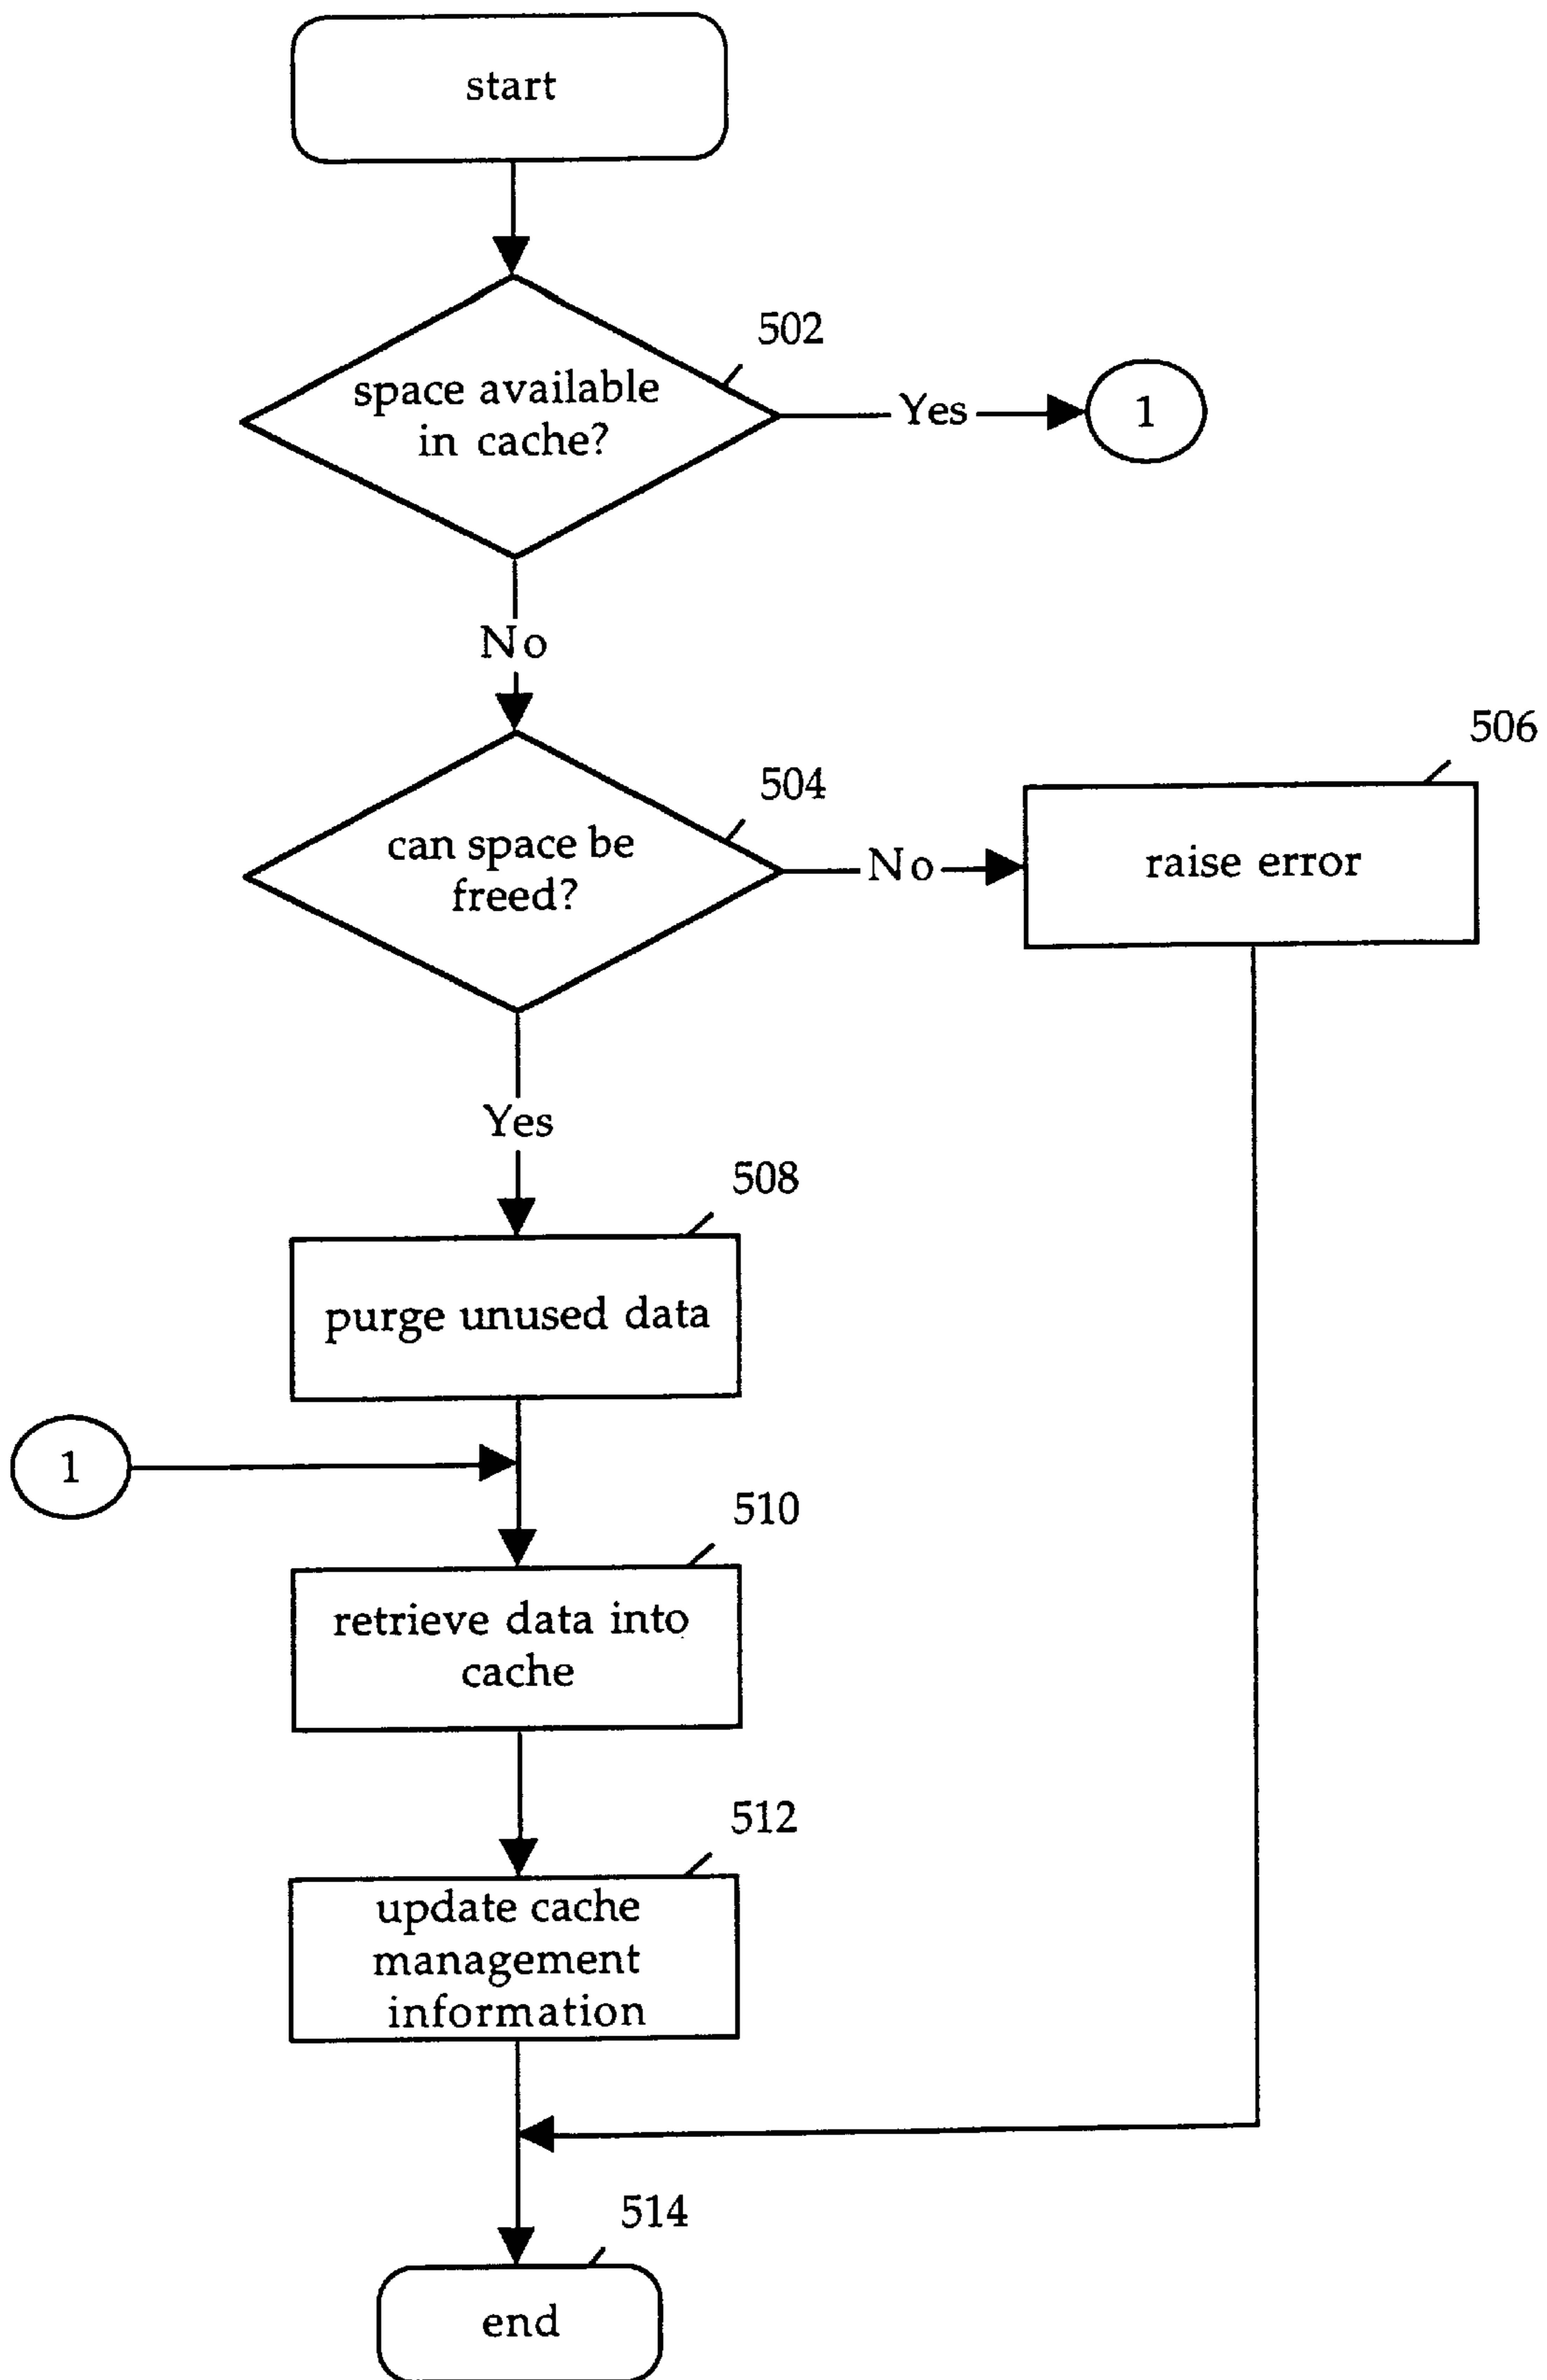 start
502
space available
in cache?
Yes
1
No
504
can space be
freed?
No
506
raise error
Yes
508
purge unused data
1
510
retrieve data into
cache
512
update cache
management
information
514
end